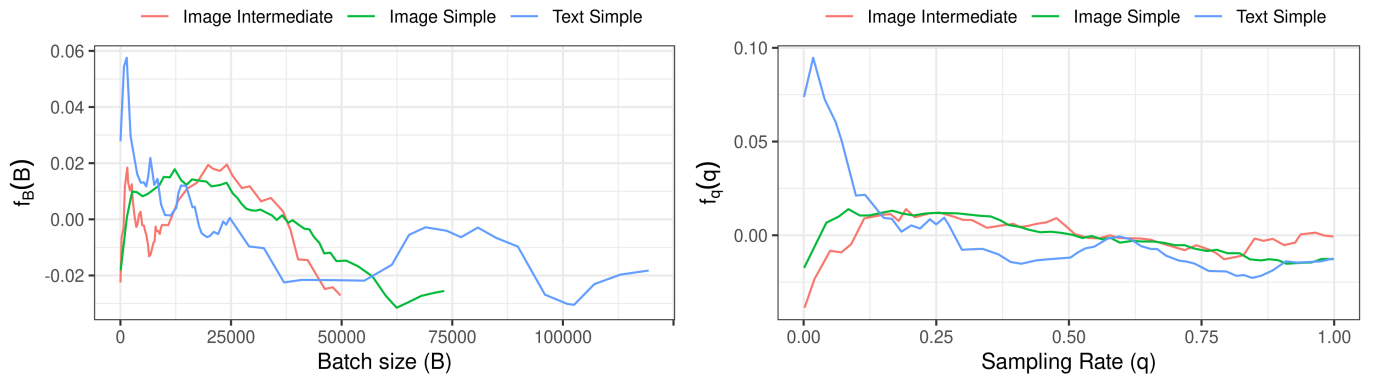 Image Intermediate Image Simple Text Simple
0.06
0.04
0.02
0.00
-0.02
f_B(B)
0 25000 50000 75000 100000
Batch size (B)
Image Intermediate Image Simple Text Simple
0.10
0.05
0.00
f_q(q)
0.00 0.25 0.50 0.75 1.00
Sampling Rate (q)